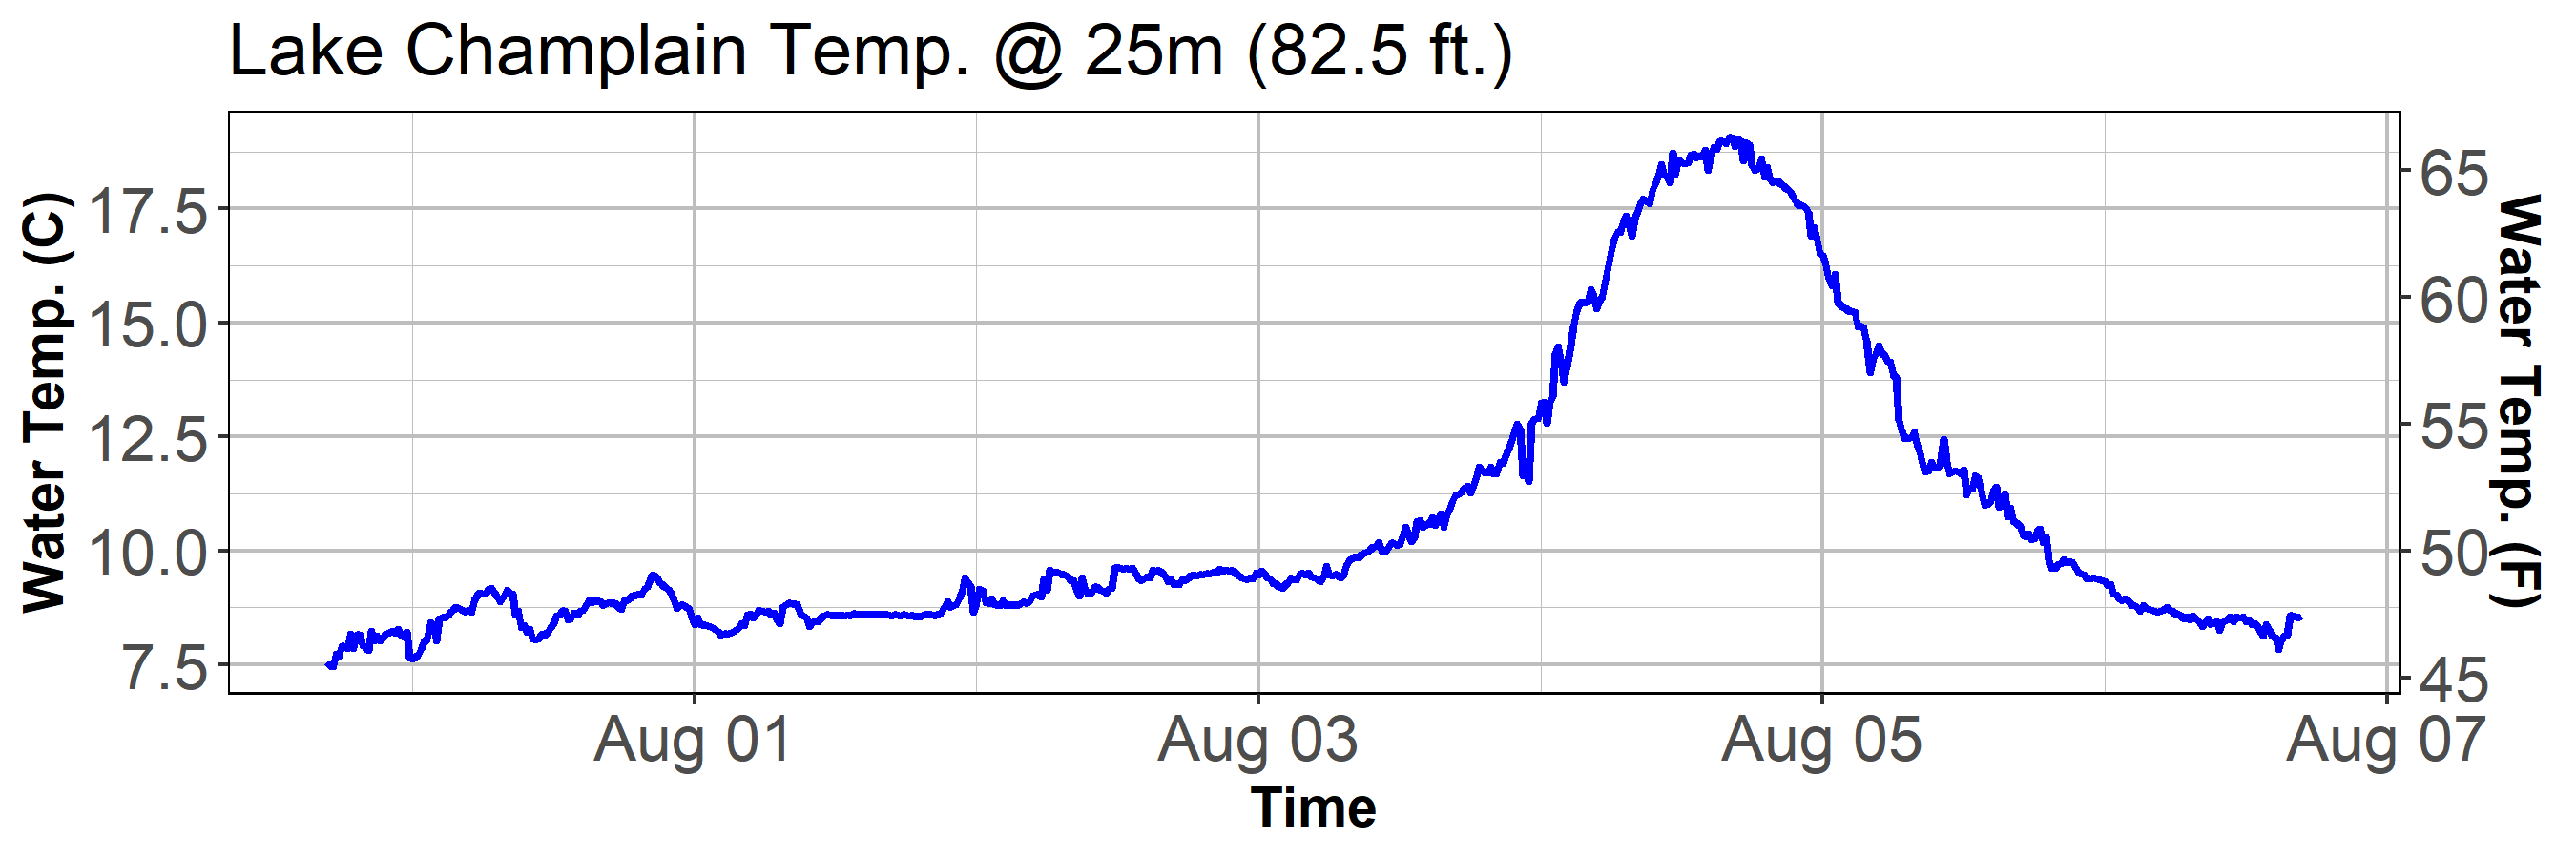 Lake Champlain Temp. @ 25m (82.5 ft.)
Water Temp. (C)
17.5
15.0
12.5
10.0
7.5
65
60
55
50
45
Water Temp. (F)
Aug 01
Aug 03
Aug 05
Aug 07
Time